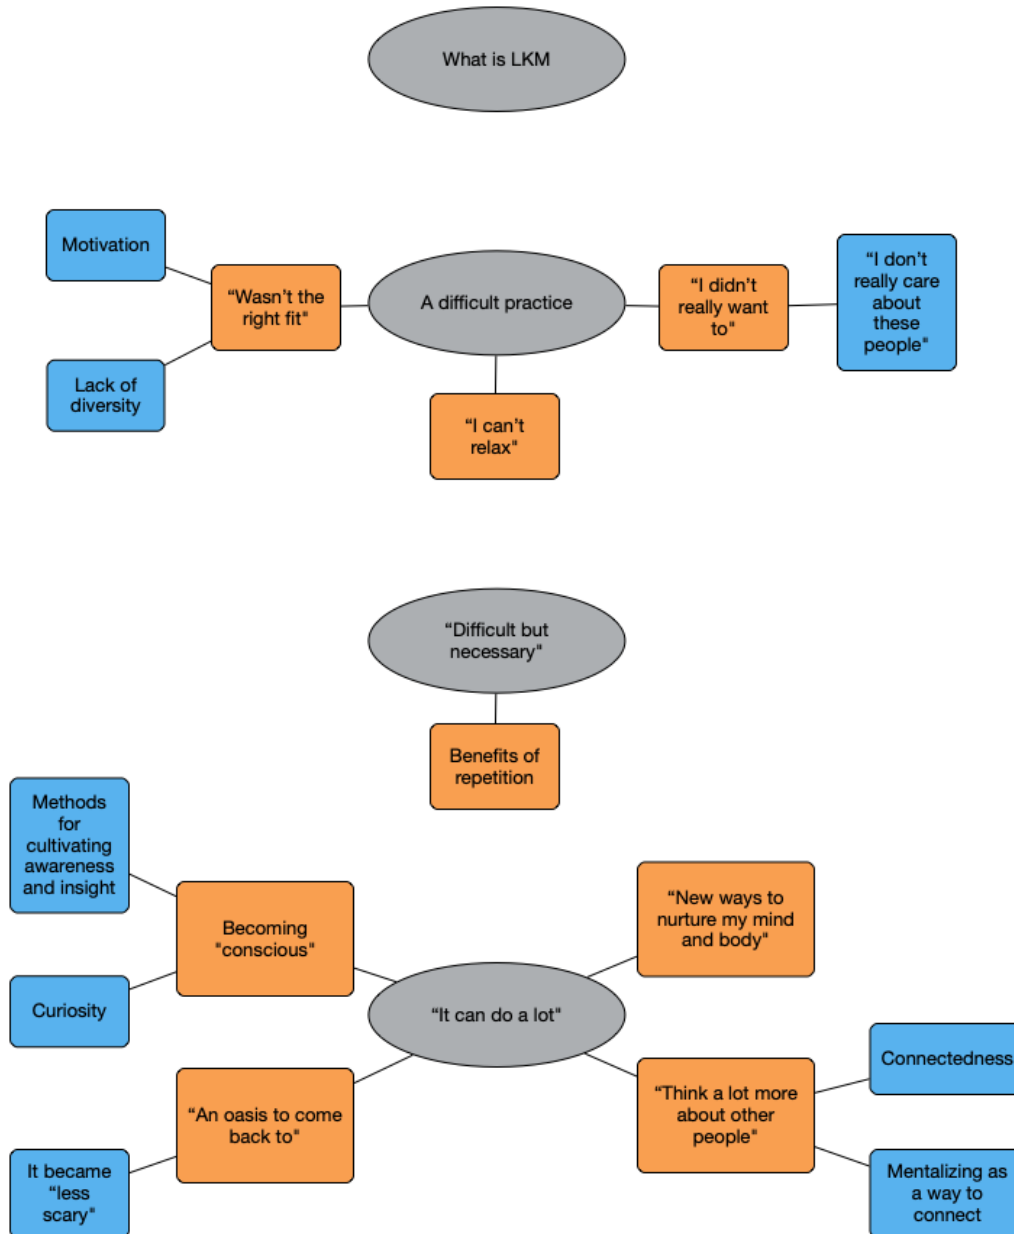 What is LKM
Motivation
“Wasn’t the
right fit"
Lack of
diversity
A difficult practice
“I can’t
relax"
“I didn’t
really want
to"
“I don’t
really care
about
these
people"
“Difficult but
necessary"
Benefits of
repetition
Methods
for
cultivating
awareness
and insight
Becoming
"conscious"
Curiosity
“New ways to
nurture my mind
and body"
“It can do a lot"
“An oasis to come
back to"
It became
“less
scary"
“Think a lot more
about other
people"
Connectedness
Mentalizing as
a way to
connect